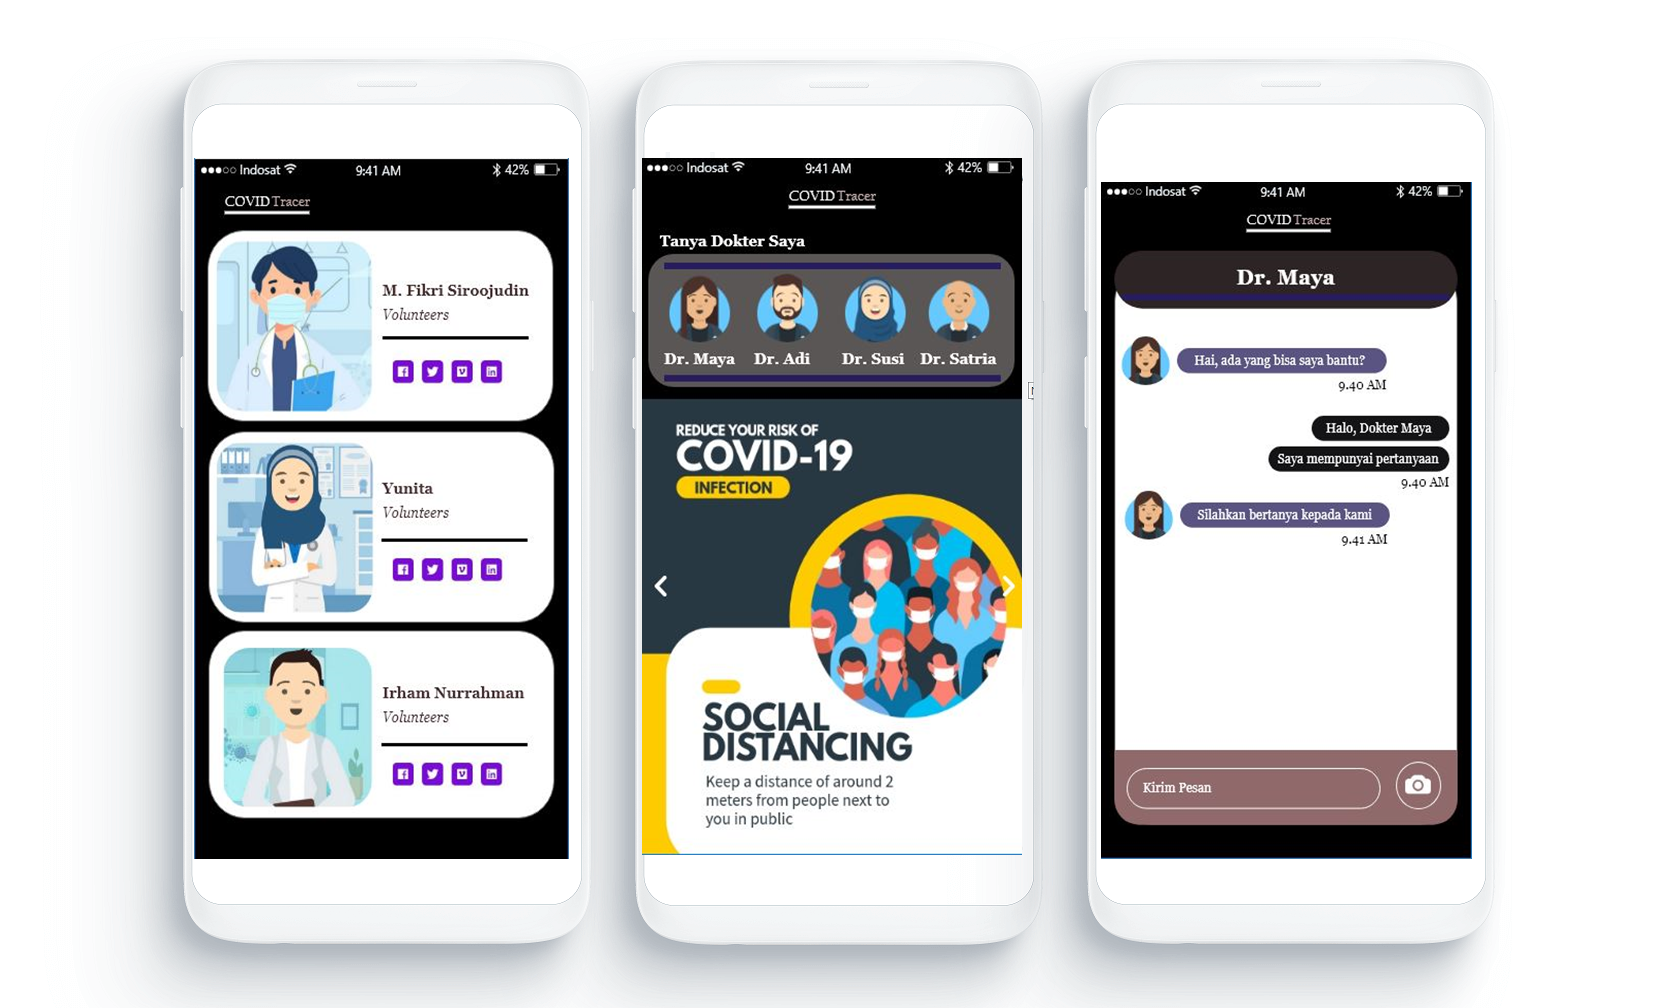 Indosat
9:41 AM
42%
COVID Tracer
M. Fikri Siroojudin
Volunteers
Yunita
Volunteers
Irham Nurrahman
Volunteers
Indosat
9:41 AM
42%
COVID Tracer
Tanya Dokter Saya
Dr. Maya
Dr. Adi
Dr. Susi
Dr. Satria
REDUCE YOUR RISK OF
COVID-19
INFECTION
SOCIAL
DISTANCING
Keep a distance of around 2
meters from people next to
you in public
Indosat
9:41 AM
42%
COVID Tracer
Dr. Maya
Hai, ada yang bisa saya bantu?
9.40 AM
Halo, Dokter Maya
Saya mempunyai pertanyaan
9.40 AM
Silahkan bertanya kepada kami
9.41 AM
Kirim Pesan